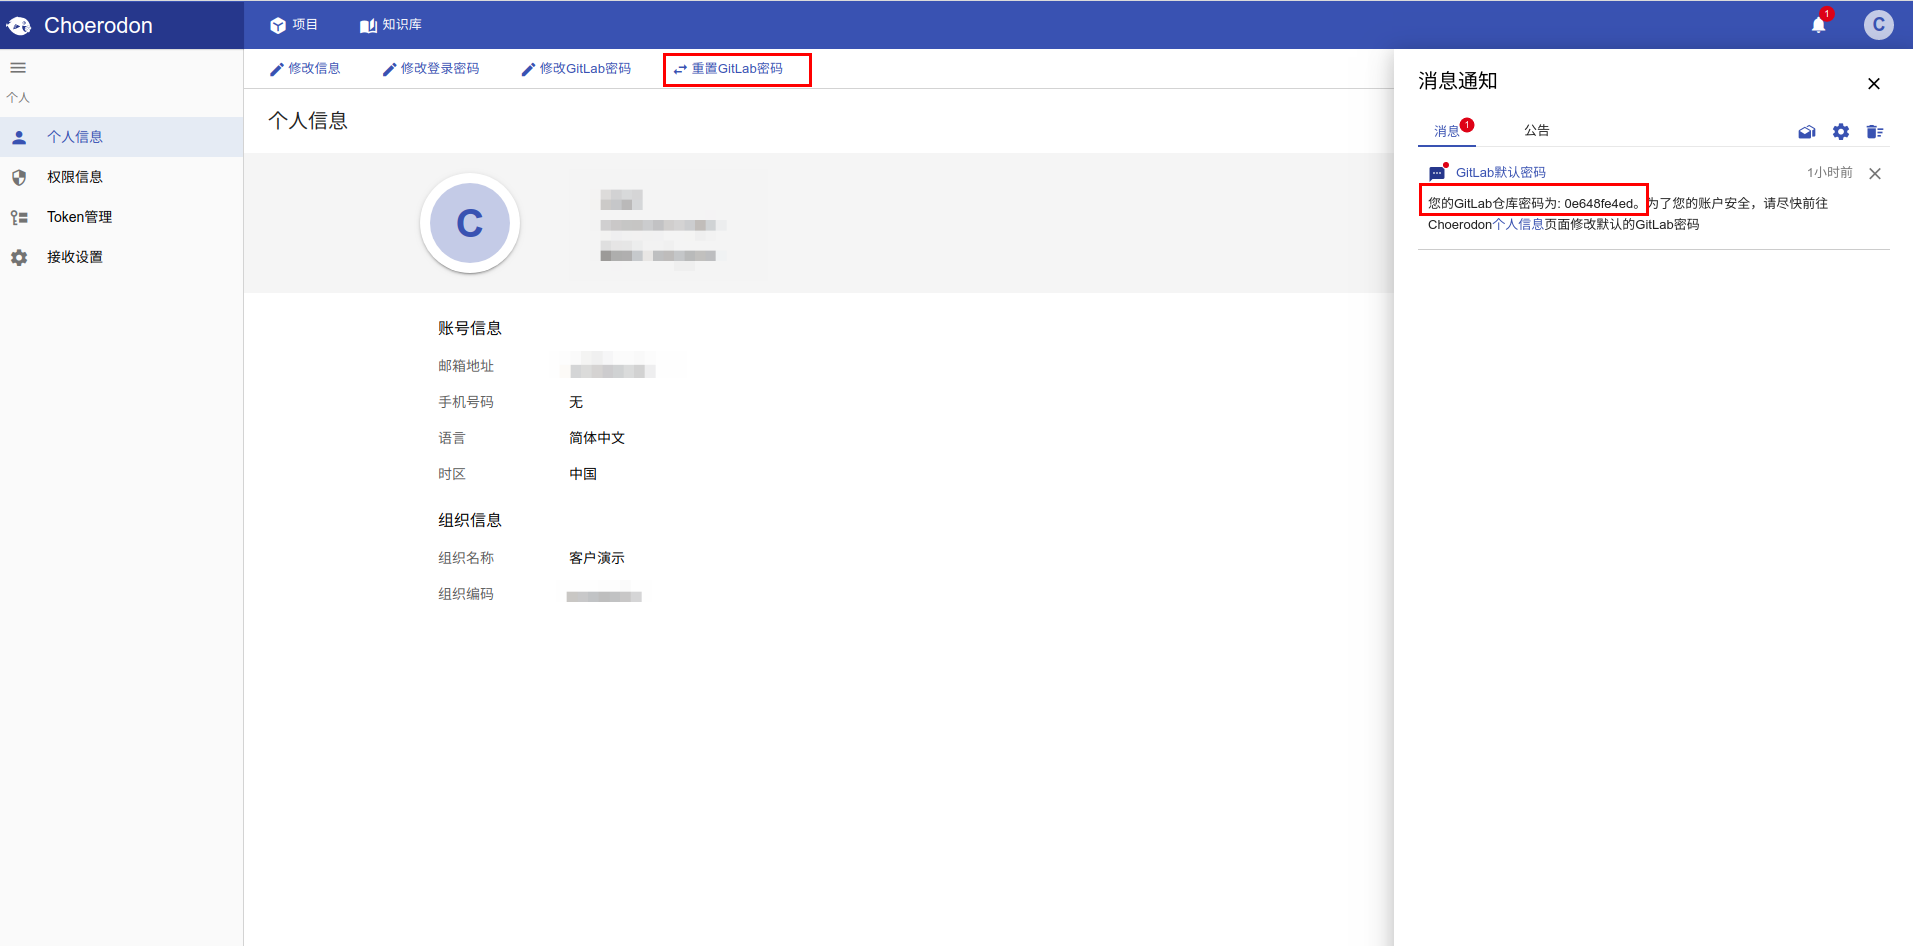 Choerodon
项目
知识库
1
C
个人
个人信息
权限信息
Token管理
接收设置
修改信息
修改登录密码
修改GitLab密码
重置GitLab密码
个人信息
C
账号信息
邮箱地址
手机号码 无
语言 简体中文
时区 中国
组织信息
组织名称 客户演示
组织编码
消息通知
消息 1
公告
GitLab默认密码 1小时前
您的GitLab仓库密码为: 0e648fe4ed。为了您的账户安全，请尽快前往
Choerodon个人信息页面修改默认的GitLab密码